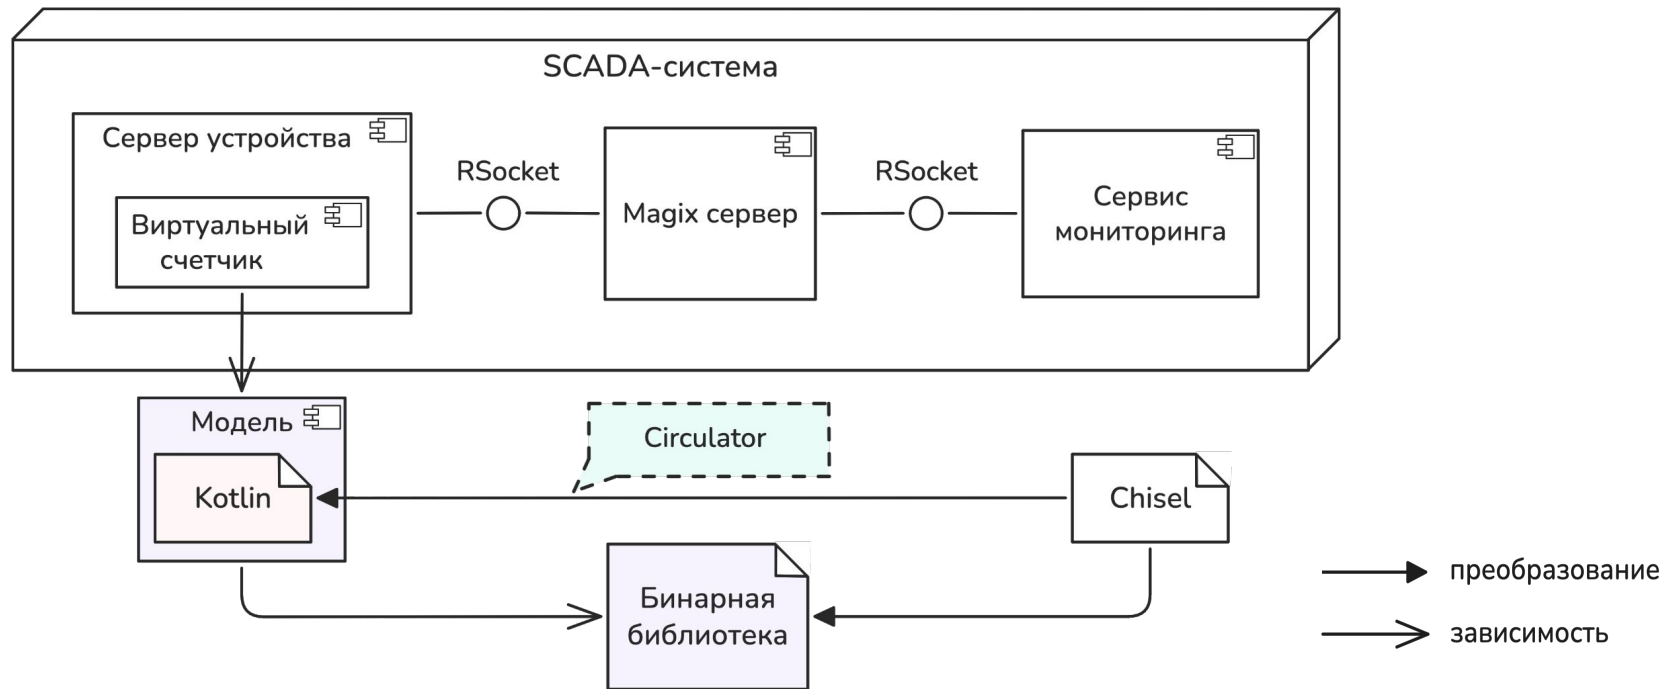 SCADA-система
Сервер устройства
RSocket
RSocket
Виртуальный
счетчик
Magix сервер
Сервис
мониторинга
Модель
Circulator
Kotlin
Chisel
Бинарная
библиотека
преобразование
зависимость